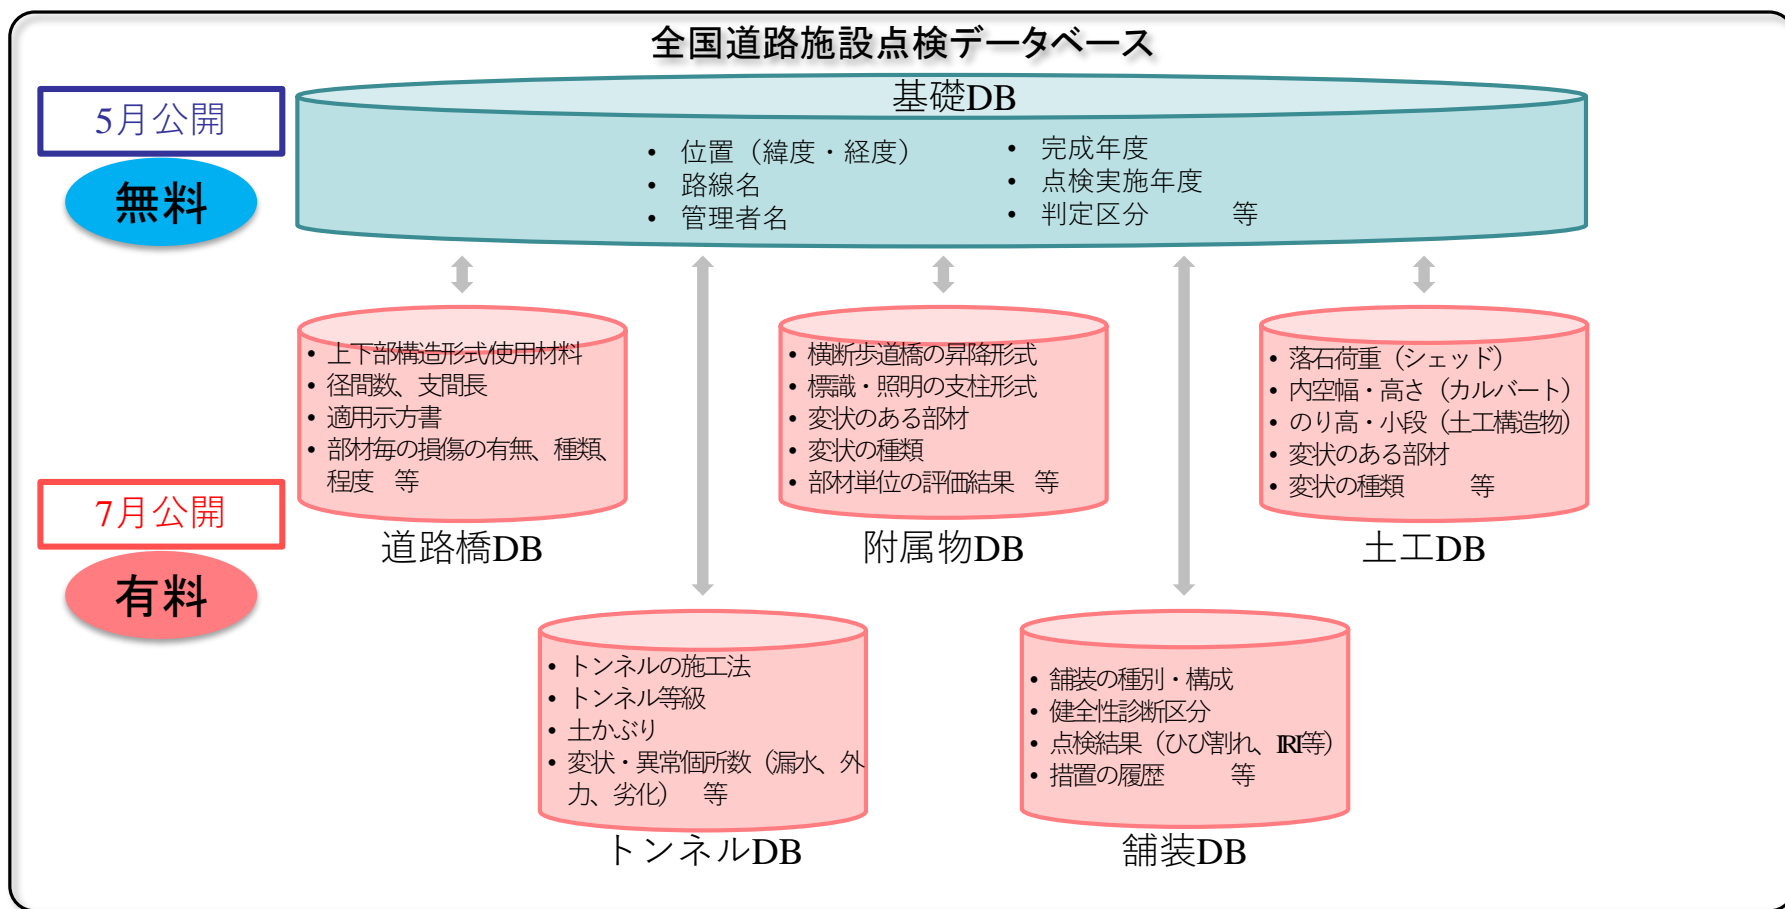 全国道路施設点検データベース
5月公開
無料
基礎DB
• 位置（緯度・経度）
• 路線名
• 管理者名
• 完成年度
• 点検実施年度
• 判定区分　　　等
7月公開
有料
• 上下部構造形式/使用材料
• 径間数、支間長
• 適用示方書
• 部材毎の損傷の有無、種類、
程度　等
道路橋DB
• 横断歩道橋の昇降形式
• 標識・照明の支柱形式
• 変状のある部材
• 変状の種類
• 部材単位の評価結果　等
附属物DB
• 落石荷重（シェッド）
• 内空幅・高さ（カルバート）
• のり高・小段（土工構造物）
• 変状のある部材
• 変状の種類　　　等
土工DB
• トンネルの施工法
• トンネル等級
• 土かぶり
• 変状・異常個所数（漏水、外
力、劣化）　等
トンネルDB
• 舗装の種別・構成
• 健全性診断区分
• 点検結果（ひび割れ、IRI等）
• 措置の履歴　　　等
舗装DB